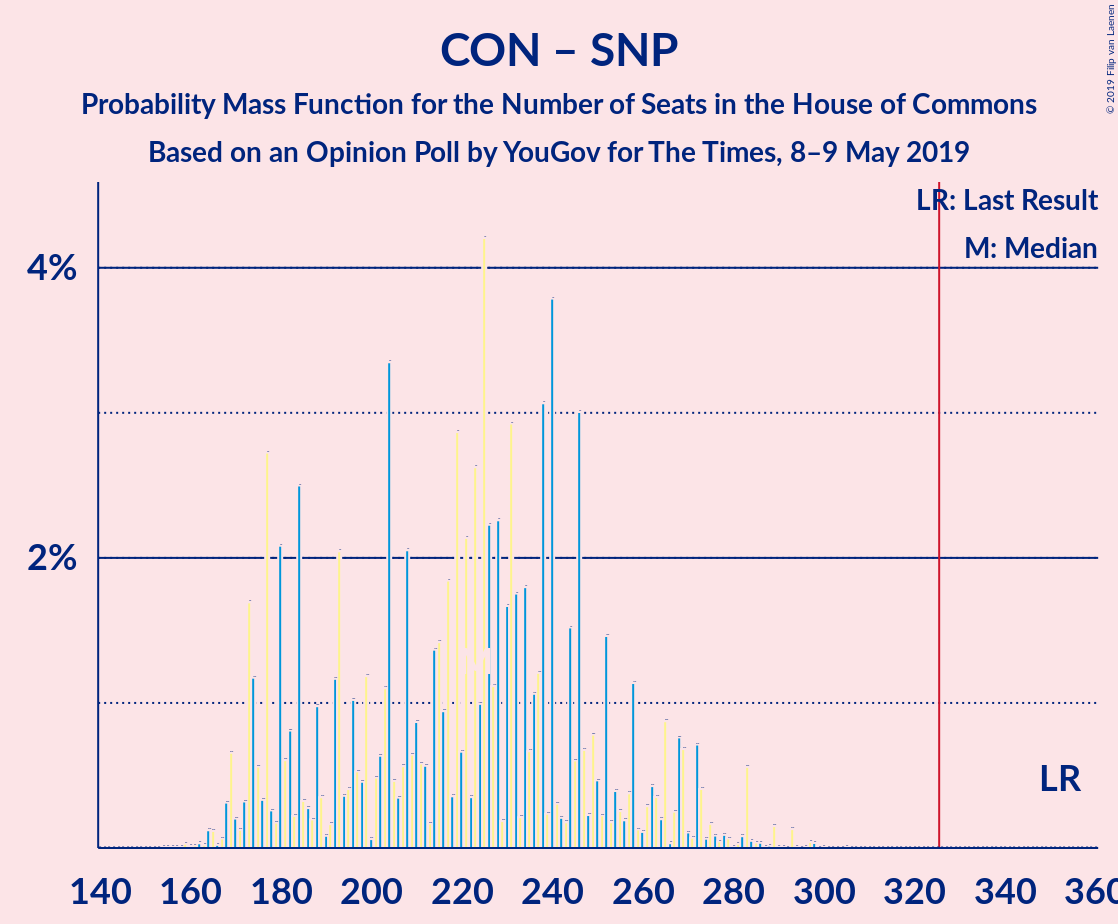 CON – SNP
Probability Mass Function for the Number of Seats in the House of Commons
Based on an Opinion Poll by YouGov for The Times, 8–9 May 2019
© 2019 Filip van Laenen
LR: Last Result
M: Median
4%
2%
LR
140 160 180 200 220 240 260 280 300 320 340 360